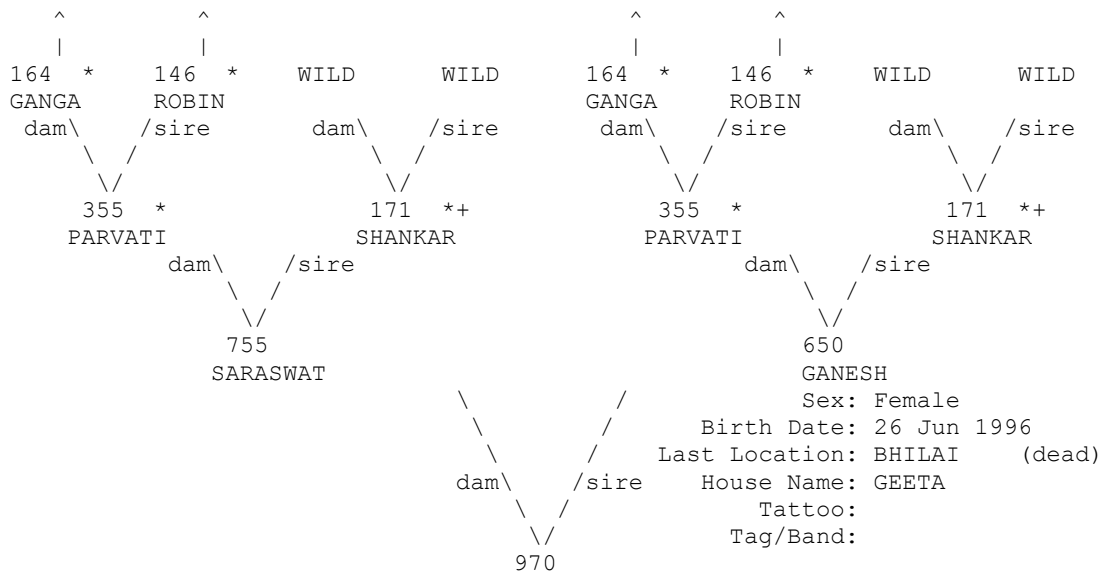 ^ ^ ^ ^
| | | |
164 * 146 * WILD WILD 164 * 146 * WILD WILD
GANGA ROBIN GANGA ROBIN
dam\ /sire dam\ /sire dam\ /sire dam\ /sire
\ / \ / \ / \ /
\/ \/ \/ \/
355 * 171 *+ 355 * 171 *+
PARVATI SHANKAR PARVATI SHANKAR
dam\ /sire dam\ /sire
\ / \ /
\/ \/
755 650
SARASWAT GANESH
\ / Sex: Female
\ / Birth Date: 26 Jun 1996
\ / Last Location: BHILAI (dead)
dam\ /sire House Name: GEETA
\ / Tattoo:
\/ Tag/Band:
970